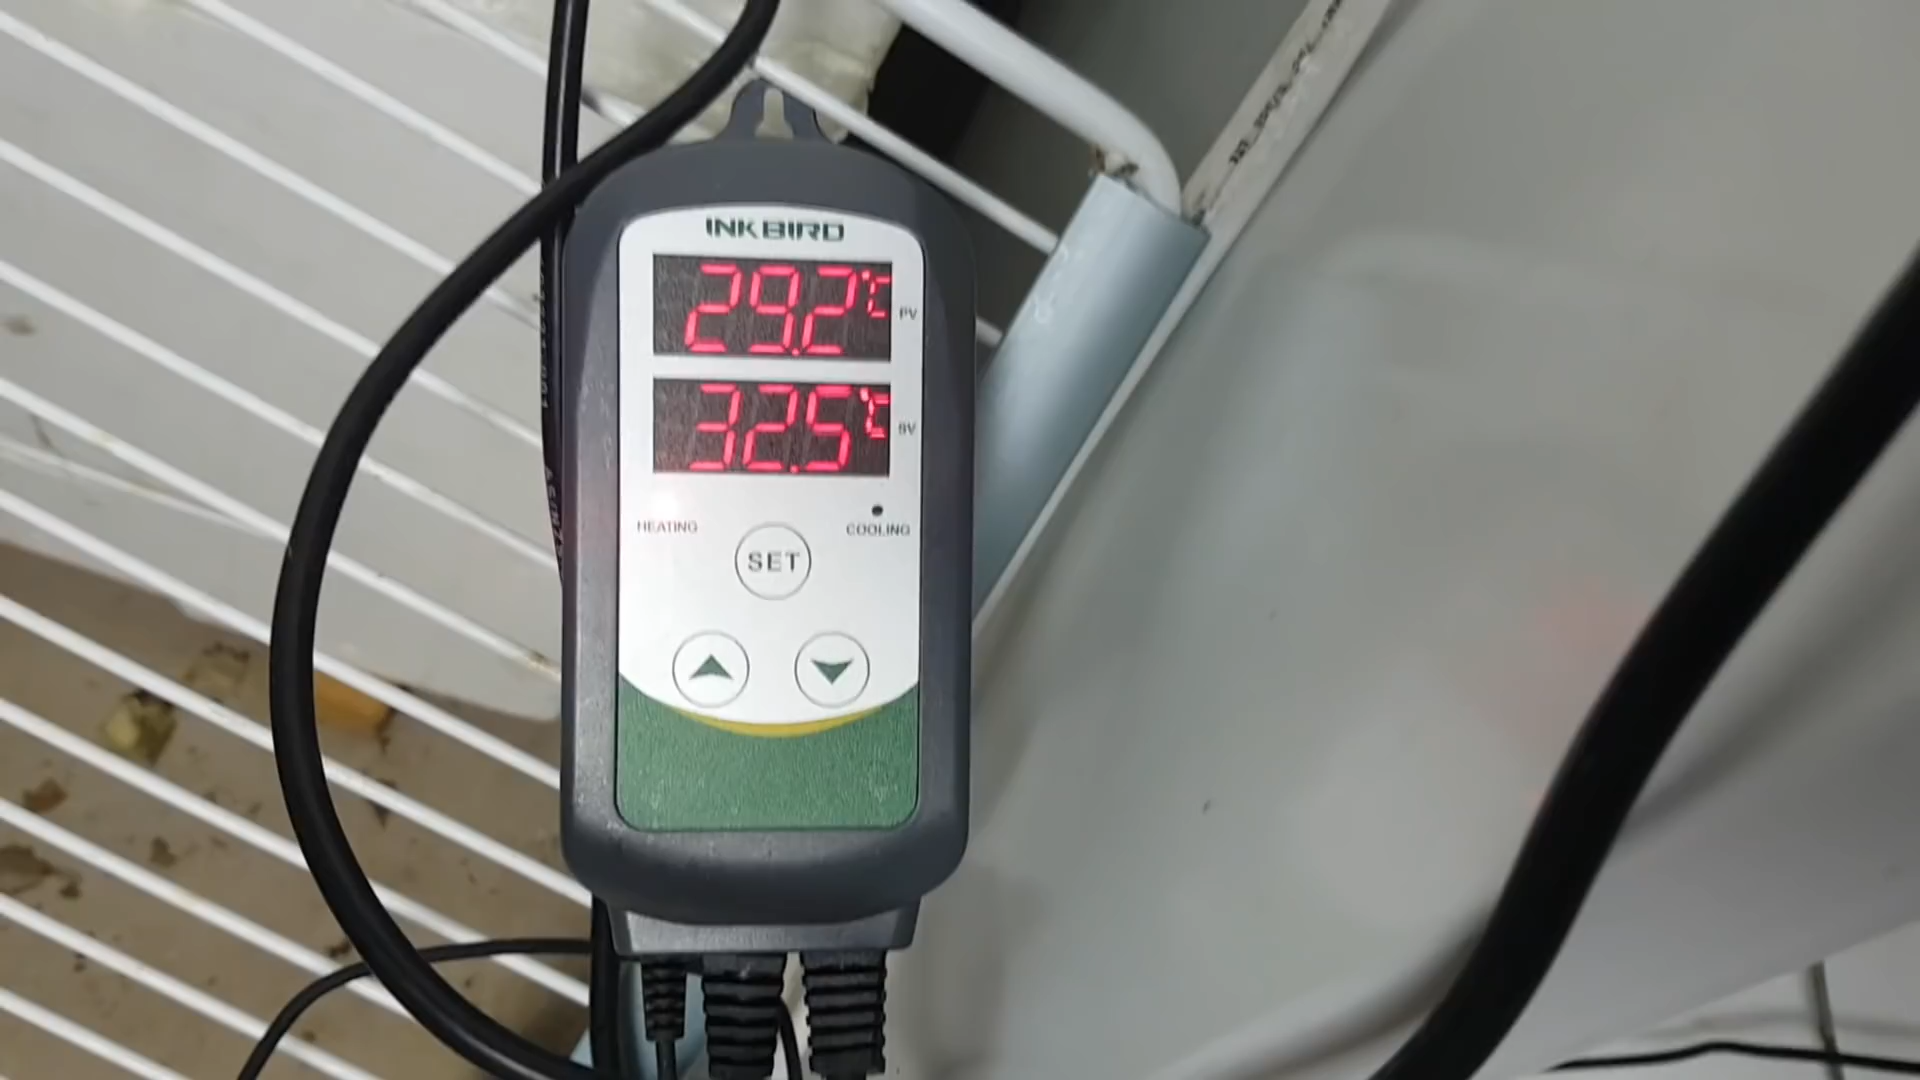 INKBIRD
29.2℃ PV
32.5℃ SV
HEATING
COOLING
SET